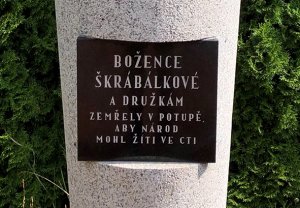 BOŽENCE
ŠKRÁBÁLKOVÉ
A DRUŽKÁM
ZEMŘELY V POTUPĚ,
ABY NÁROD
MOHL ŽÍTI VE CTI